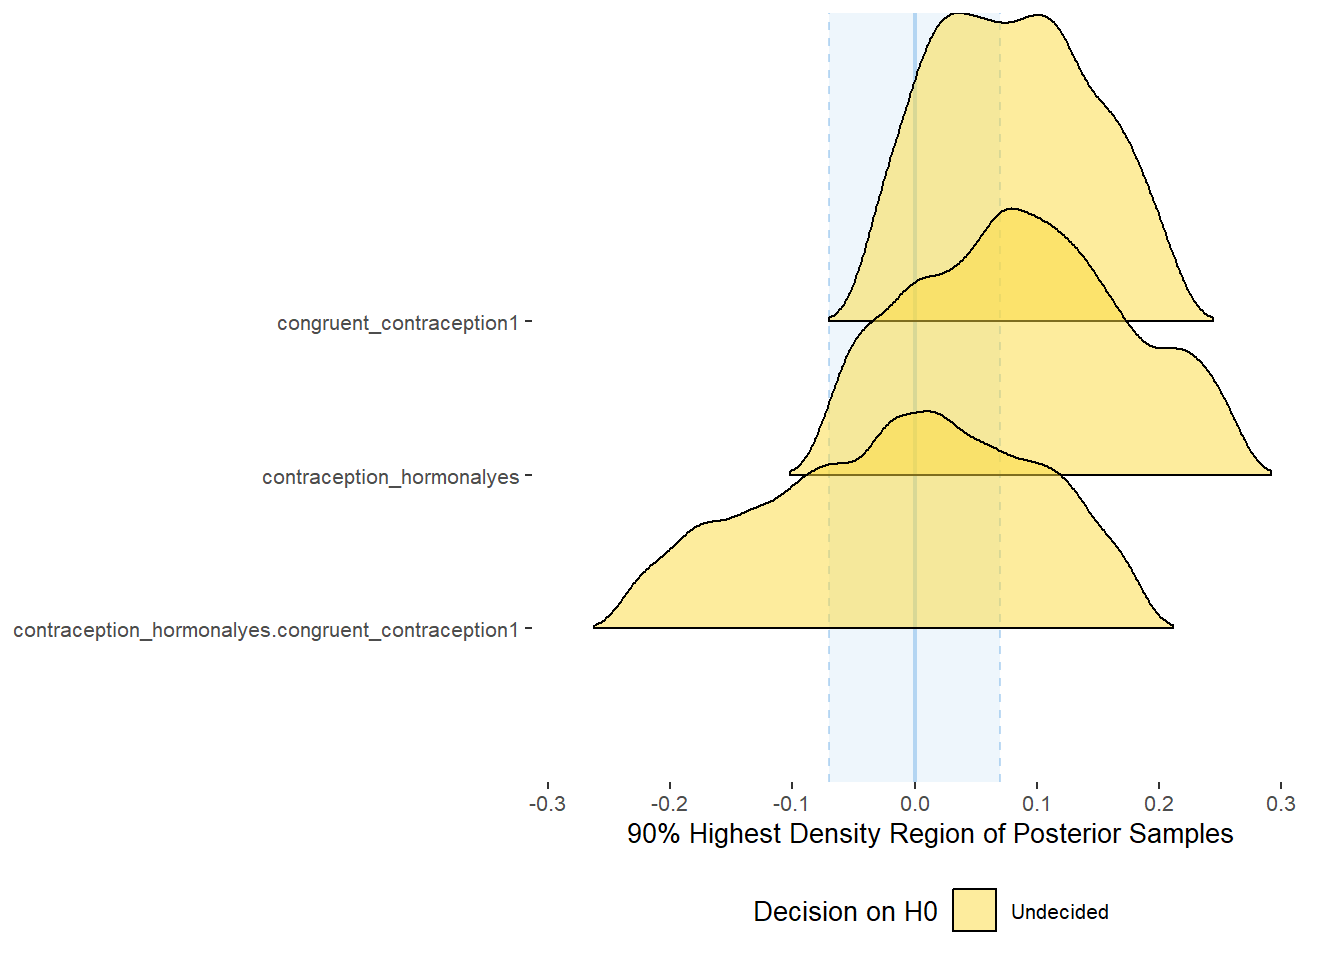 congruent_contraception1
contraception_hormonalyes
contraception_hormonalyes.congruent_contraception1
-0.3 -0.2 -0.1 0.0 0.1 0.2 0.3
90% Highest Density Region of Posterior Samples
Decision on H0 Undecided